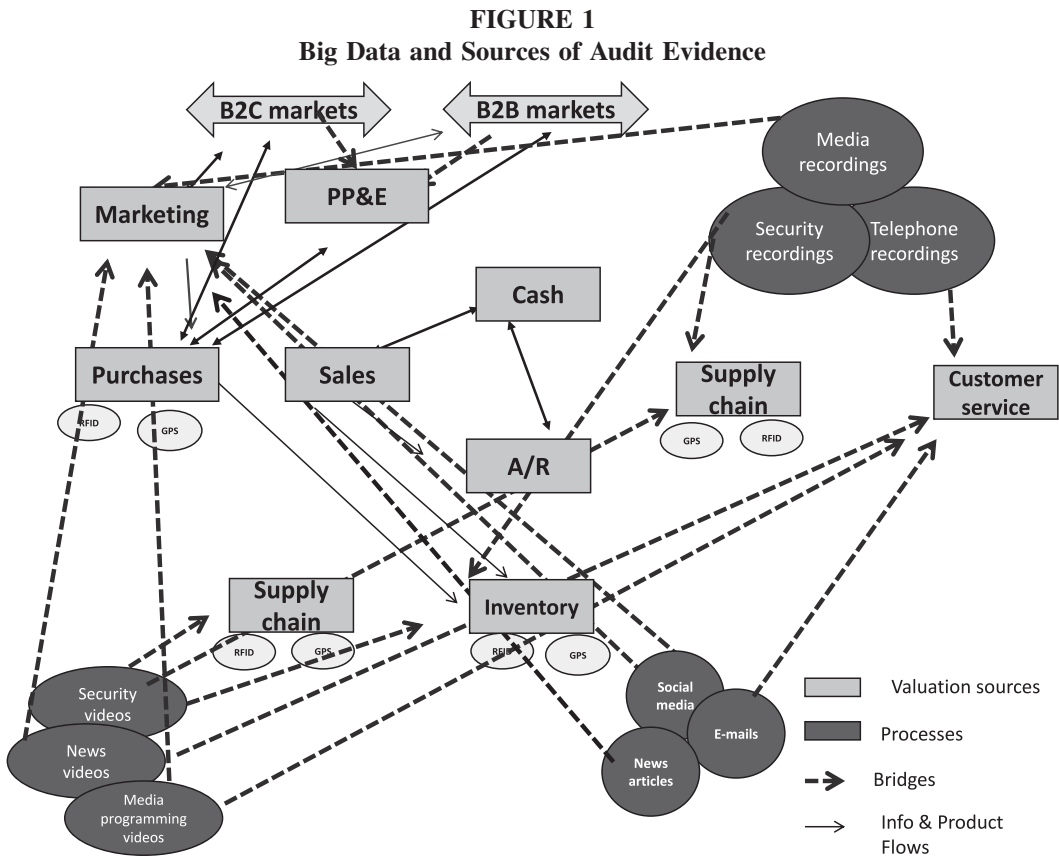 FIGURE 1
Big Data and Sources of Audit Evidence
B2C markets
B2B markets
Media
recordings
PP&E
Marketing
Security
recordings
Telephone
recordings
Cash
Purchases
Sales
Supply
chain
Customer
service
RFID
GPS
GPS
RFID
A/R
Supply
chain
Inventory
RFID
GPS
RFID
GPS
Security
videos
Social
media
Valuation sources
News
videos
E-mails
Processes
News
articles
Bridges
Media
programming
videos
Info & Product
Flows